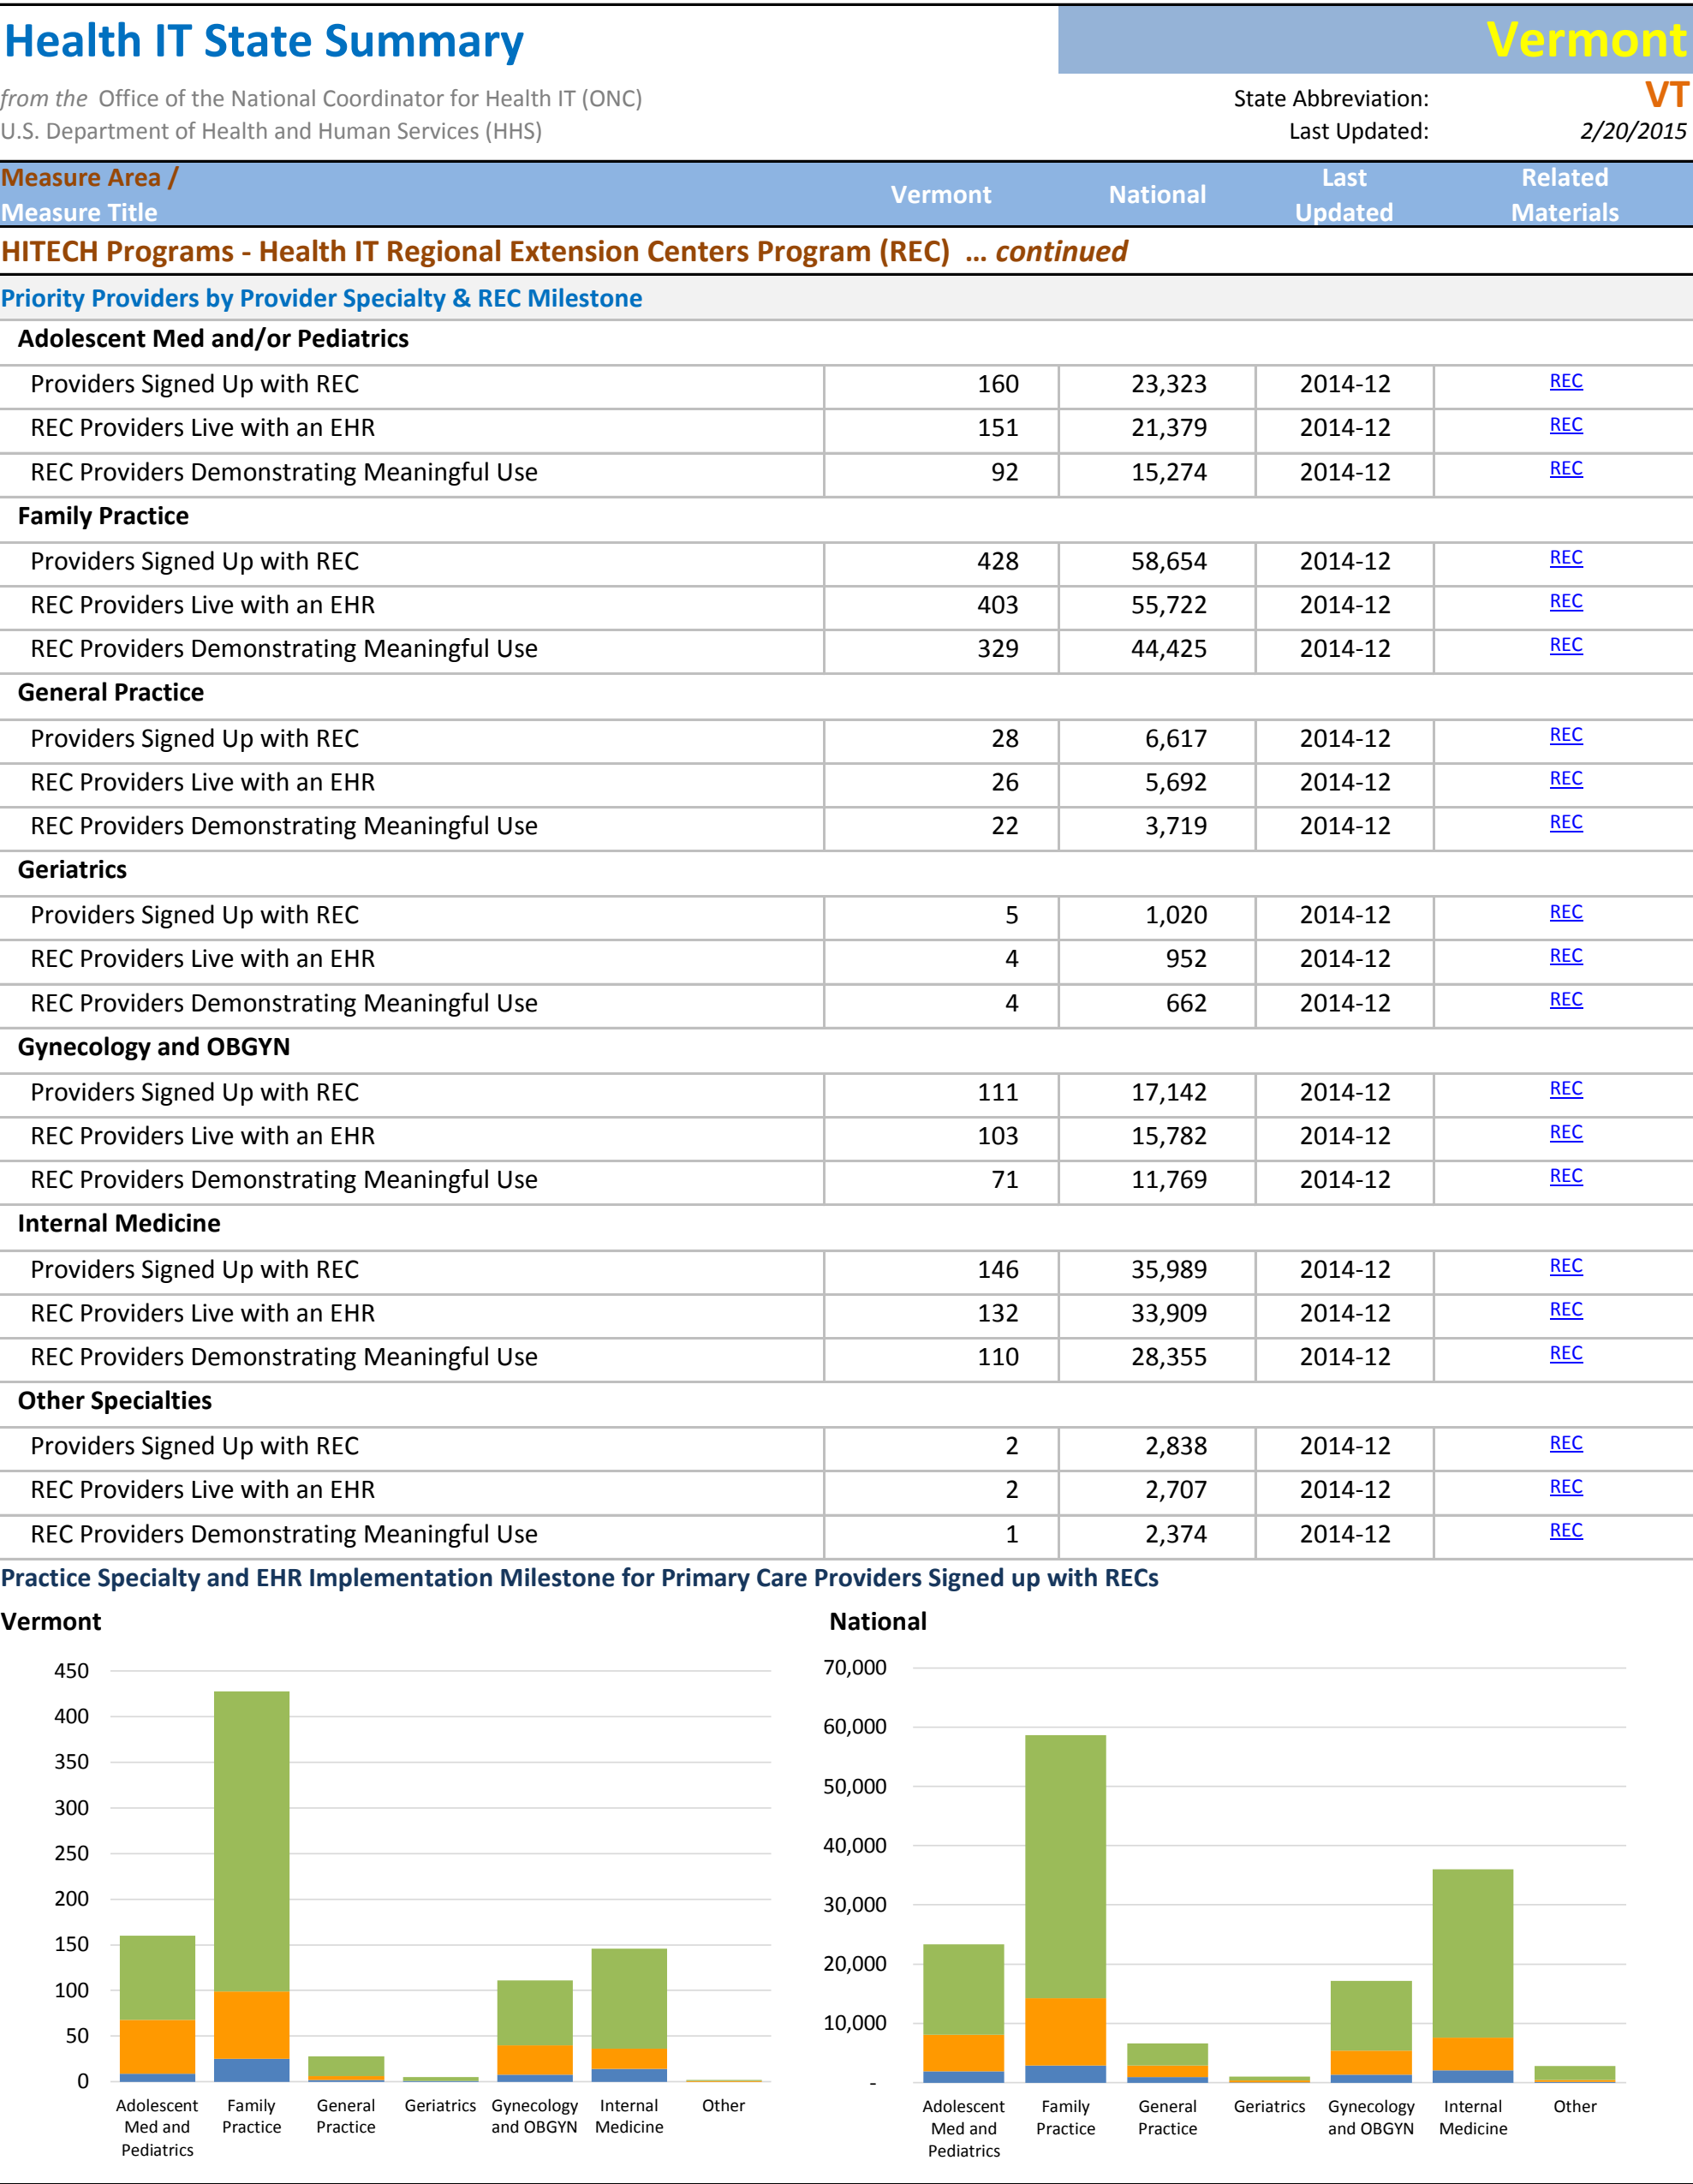 Health IT State Summary Vermont
from the Office of the National Coordinator for Health IT (ONC) State Abbreviation: VT
U.S. Department of Health and Human Services (HHS) Last Updated: 2/20/2015
Measure Area / Last Related
Vermont National
Measure Title Updated Materials
HITECH Programs - Health IT Regional Extension Centers Program (REC) ... continued
Priority Providers by Provider Specialty & REC Milestone
Adolescent Med and/or Pediatrics
Providers Signed Up with REC 160 23,323 2014-12 REC
REC Providers Live with an EHR 151 21,379 2014-12 REC
REC Providers Demonstrating Meaningful Use 92 15,274 2014-12 REC
Family Practice
Providers Signed Up with REC 428 58,654 2014-12 REC
REC Providers Live with an EHR 403 55,722 2014-12 REC
REC Providers Demonstrating Meaningful Use 329 44,425 2014-12 REC
General Practice
Providers Signed Up with REC 28 6,617 2014-12 REC
REC Providers Live with an EHR 26 5,692 2014-12 REC
REC Providers Demonstrating Meaningful Use 22 3,719 2014-12 REC
Geriatrics
Providers Signed Up with REC 5 1,020 2014-12 REC
REC Providers Live with an EHR 4 952 2014-12 REC
REC Providers Demonstrating Meaningful Use 4 662 2014-12 REC
Gynecology and OBGYN
Providers Signed Up with REC 111 17,142 2014-12 REC
REC Providers Live with an EHR 103 15,782 2014-12 REC
REC Providers Demonstrating Meaningful Use 71 11,769 2014-12 REC
Internal Medicine
Providers Signed Up with REC 146 35,989 2014-12 REC
REC Providers Live with an EHR 132 33,909 2014-12 REC
REC Providers Demonstrating Meaningful Use 110 28,355 2014-12 REC
Other Specialties
Providers Signed Up with REC 2 2,838 2014-12 REC
REC Providers Live with an EHR 2 2,707 2014-12 REC
REC Providers Demonstrating Meaningful Use 1 2,374 2014-12 REC
Practice Specialty and EHR Implementation Milestone for Primary Care Providers Signed up with RECs
Vermont
450
400
350
300
250
200
150
100
50
0
Adolescent Family General Geriatrics Gynecology Internal Other
Med and Practice Practice and OBGYN Medicine
Pediatrics
National
70,000
60,000
50,000
40,000
30,000
20,000
10,000
-
Adolescent Family General Geriatrics Gynecology Internal Other
Med and Practice Practice and OBGYN Medicine
Pediatrics